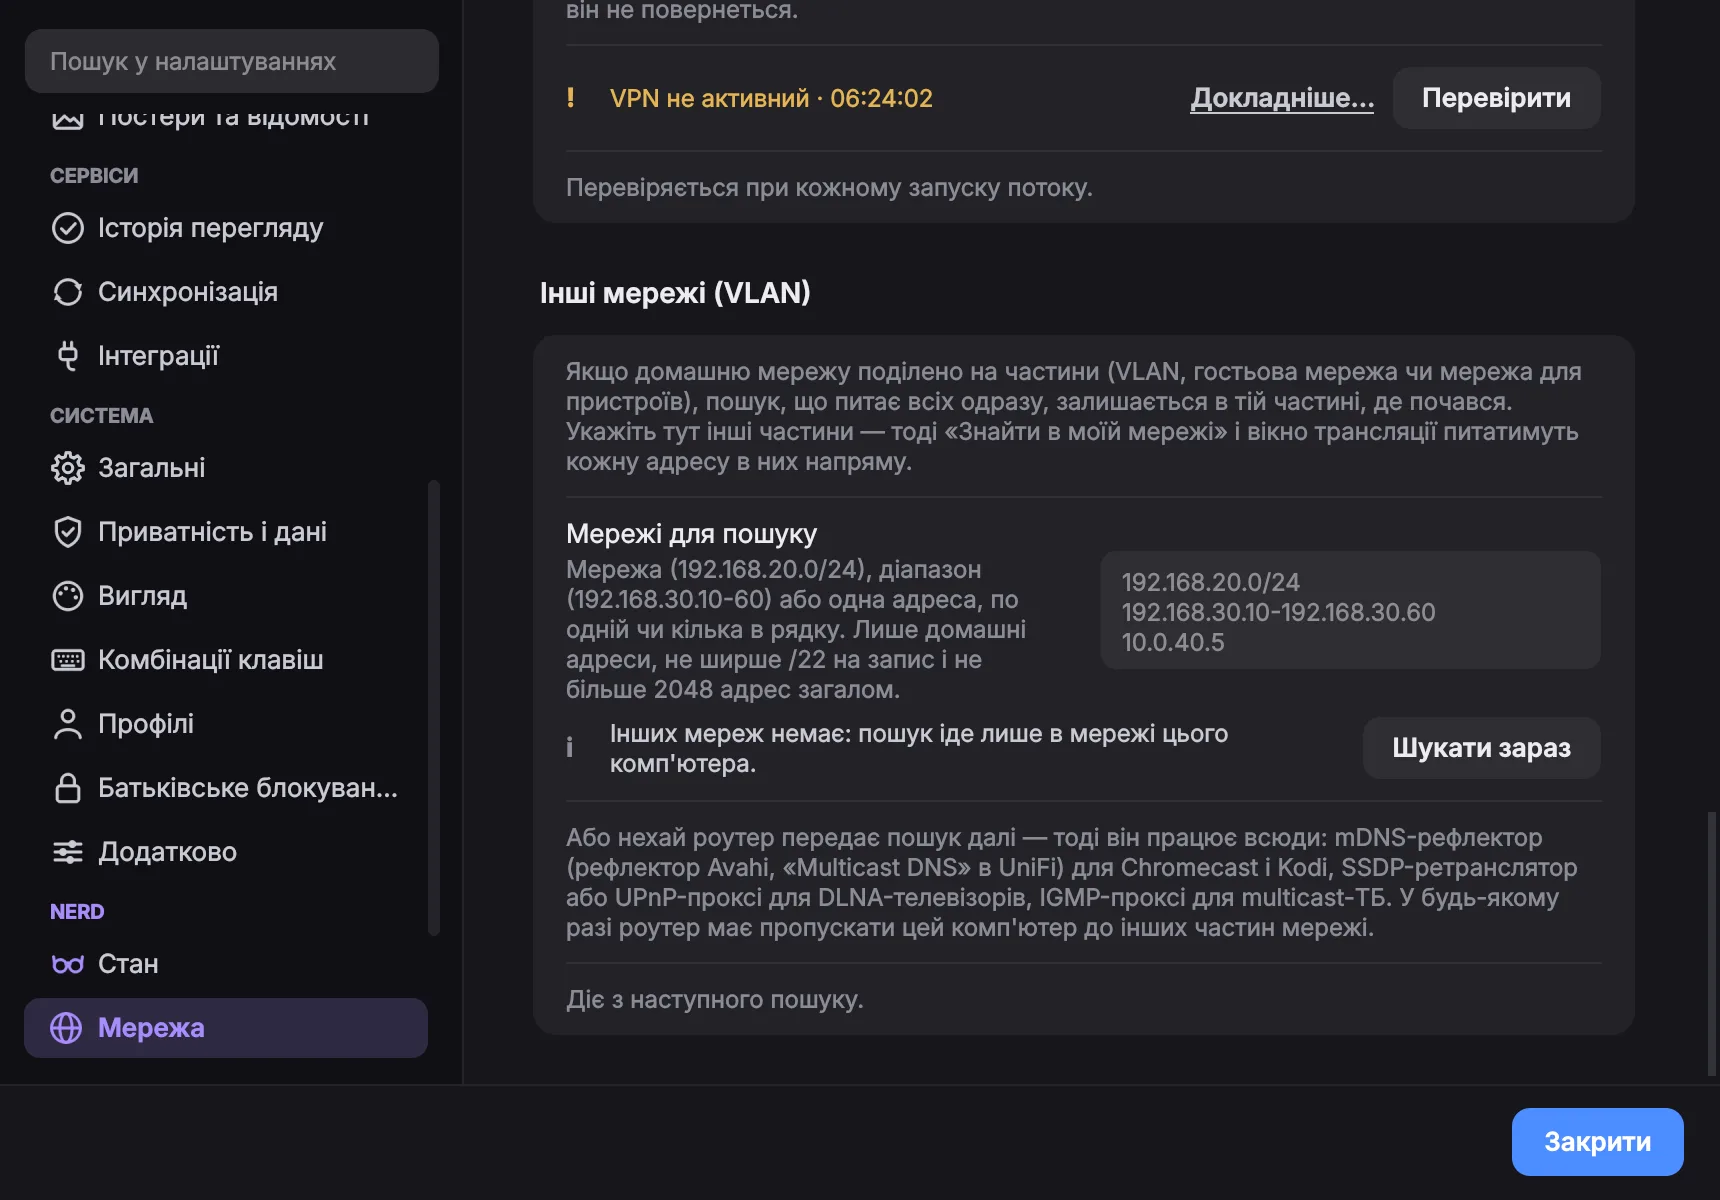 Пошук у налаштуваннях
Постери та відомості
СЕРВІСИ
Історія перегляду
Синхронізація
Інтеграції
СИСТЕМА
Загальні
Приватність і дані
Вигляд
Комбінації клавіш
Профілі
Батьківське блокуван...
Додатково
NERD
Стан
Мережа
він не повернеться.
VPN не активний · 06:24:02
Докладніше...
Перевірити
Перевіряється при кожному запуску потоку.
Інші мережі (VLAN)
Якщо домашню мережу поділено на частини (VLAN, гостьова мережа чи мережа для
пристроїв), пошук, що питає всіх одразу, залишається в тій частині, де почався.
Укажіть тут інші частини — тоді «Знайти в моїй мережі» і вікно трансляції питатимуть
кожну адресу в них напряму.
Мережі для пошуку
Мережа (192.168.20.0/24), діапазон
(192.168.30.10-60) або одна адреса, по
одній чи кілька в рядку. Лише домашні
адреси, не ширше /22 на запис і не
більше 2048 адрес загалом.
192.168.20.0/24
192.168.30.10-192.168.30.60
10.0.40.5
Інших мереж немає: пошук іде лише в мережі цього
комп'ютера.
Шукати зараз
Або нехай роутер передає пошук далі — тоді він працює всюди: mDNS-рефлектор
(рефлектор Avahi, «Multicast DNS» в UniFi) для Chromecast і Kodi, SSDP-ретранслятор
або UPnP-проксі для DLNA-телевізорів, IGMP-проксі для multicast-ТБ. У будь-якому
разі роутер має пропускати цей комп'ютер до інших частин мережі.
Діє з наступного пошуку.
Закрити